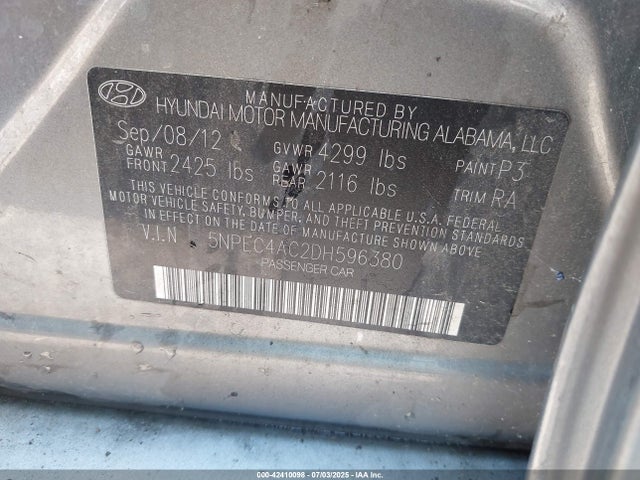 MANUFACTURED BY
HYUNDAI MOTOR MANUFACTURING ALABAMA, LLC
Sep/08/12 GVWR 4299 lbs PAINT P3
GAWR FRONT 2425 lbs GAWR REAR 2116 lbs TRIM RA
THIS VEHICLE CONFORMS TO ALL APPLICABLE U.S.A. FEDERAL
MOTOR VEHICLE SAFETY, BUMPER, AND THEFT PREVENTION STANDARDS
IN EFFECT ON THE DATE OF MANUFACTURE SHOWN ABOVE
V.I.N 5NPEC4AC2DH596380
PASSENGER CAR
000-42410098 07/03/2025 IAAI.COM